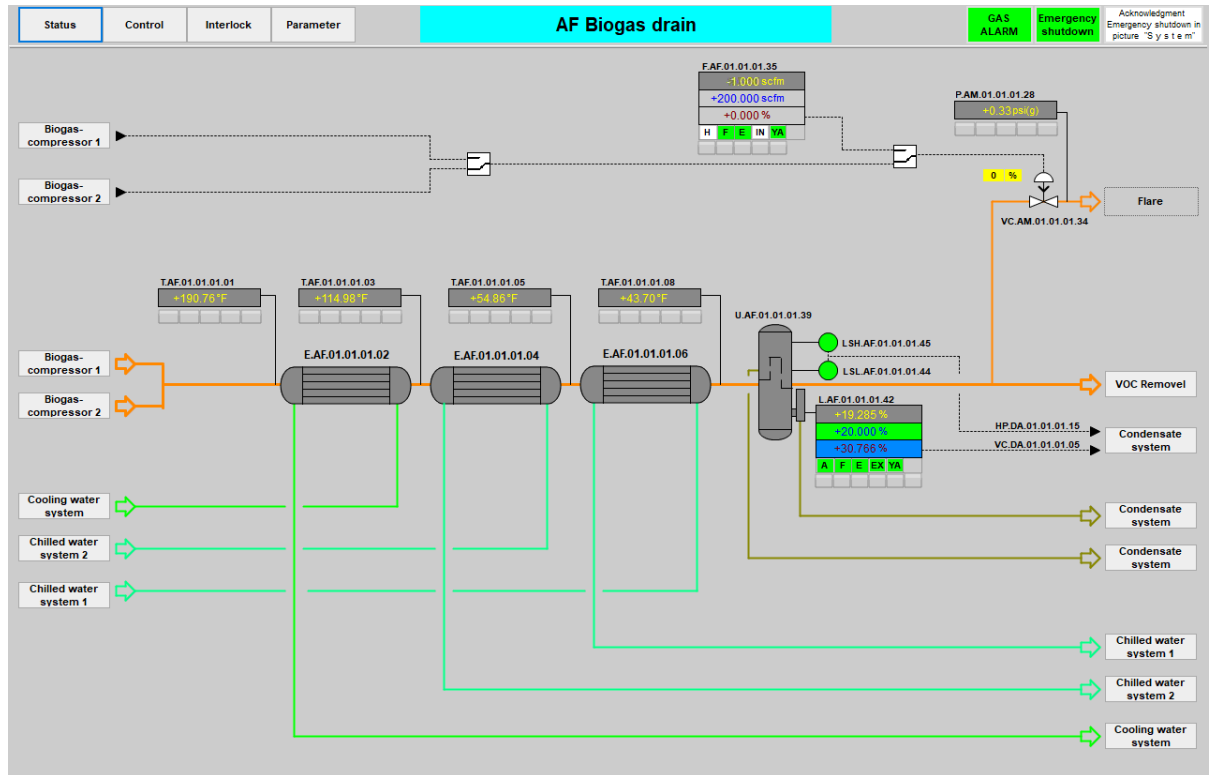 Status
Control
Interlock
Parameter
AF Biogas drain
GAS
ALARM
Emergency
shutdown
Acknowledgment
Emergency shutdown in
picture "S y s t e m"
F.AF.01.01.01.35
-1.000 scfm
+200.000 scfm
+0.000 %
H F E IN YA
P.AM.01.01.01.28
+0.33psi(g)
Biogas-
compressor 1
Biogas-
compressor 2
0 %
Flare
VC.AM.01.01.01.34
T.AF.01.01.01.01
+190.76°F
T.AF.01.01.01.03
+114.98°F
T.AF.01.01.01.05
+54.86°F
T.AF.01.01.01.08
+43.70°F
U.AF.01.01.01.39
LSH.AF.01.01.01.45
LSL.AF.01.01.01.44
Biogas-
compressor 1
Biogas-
compressor 2
E.AF.01.01.01.02
E.AF.01.01.01.04
E.AF.01.01.01.06
VOC Removel
L.AF.01.01.01.42
+19.285 %
+20.000 %
+30.766 %
A F E EX YA
HP.DA.01.01.01.15
VC.DA.01.01.01.05
Condensate
system
Cooling water
system
Condensate
system
Chilled water
system 2
Condensate
system
Chilled water
system 1
Chilled water
system 1
Chilled water
system 2
Cooling water
system